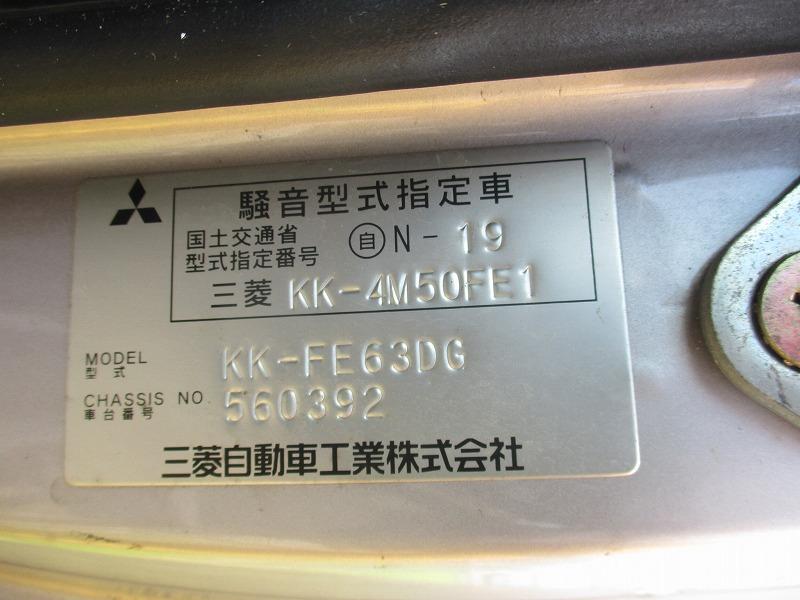 騒音型式指定車
国土交通省
型式指定番号 自 N-19
三菱 KK-4M50FE1
MODEL
型式
KK-FE63DG
CHASSIS NO.
車台番号
560392
三菱自動車工業株式会社